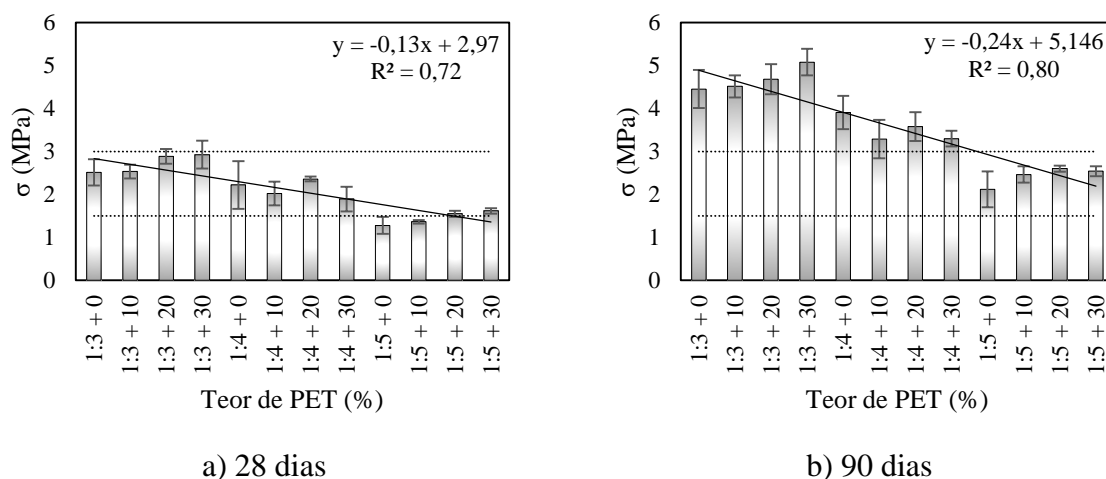 y = -0,13x + 2,97
R² = 0,72
σ (MPa)
6
5
4
3
2
1
0
1:3 + 0
1:3 + 10
1:3 + 20
1:3 + 30
1:4 + 0
1:4 + 10
1:4 + 20
1:4 + 30
1:5 + 0
1:5 + 10
1:5 + 20
1:5 + 30
Teor de PET (%)
a) 28 dias
y = -0,24x + 5,146
R² = 0,80
σ (MPa)
6
5
4
3
2
1
0
1:3 + 0
1:3 + 10
1:3 + 20
1:3 + 30
1:4 + 0
1:4 + 10
1:4 + 20
1:4 + 30
1:5 + 0
1:5 + 10
1:5 + 20
1:5 + 30
Teor de PET (%)
b) 90 dias